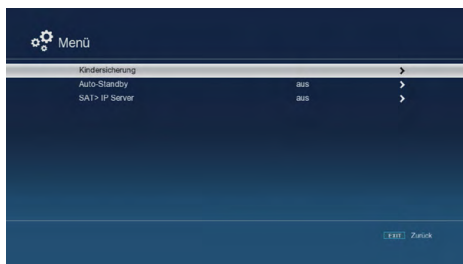 Menü
Kindersicherung
Auto-Standby aus
SAT> IP Server aus
EXIT Zurück